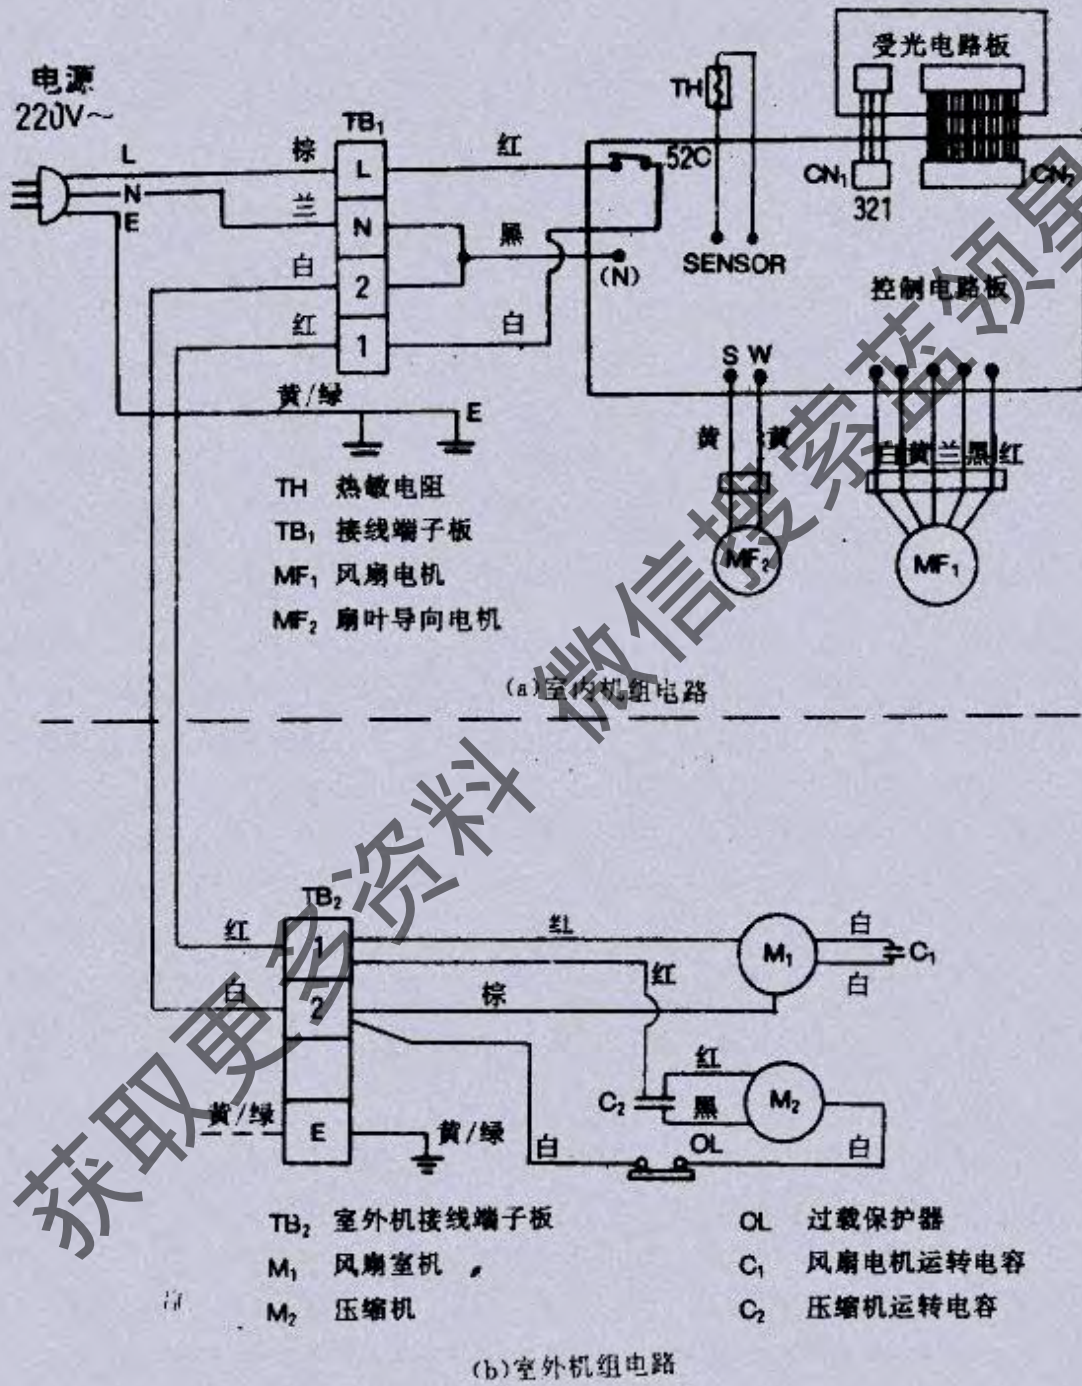 电源
220V～
L
N
E
棕
兰
白
红
黄/绿
TB₁
L
N
2
1
红
黑
白
(N)
52C
TH
SENSOR
受光电路板
CN₁
321
CN₂
控制电路板
S W
黄 黄
MF₂
白黄兰黑红
MF₁
E
TH 热敏电阻
TB₁ 接线端子板
MF₁ 风扇电机
MF₂ 扇叶导向电机
(a)室内机组电路
TB₂
红
白
黄/绿
1
2
E
红
红
棕
白
黄/绿
M₁
白
白
C₁
C₂
红
黑
M₂
OL
白
TB₂ 室外机接线端子板
M₁ 风扇室机
M₂ 压缩机
OL 过载保护器
C₁ 风扇电机运转电容
C₂ 压缩机运转电容
(b)室外机组电路
获取更多资料 微信搜索蓝领星